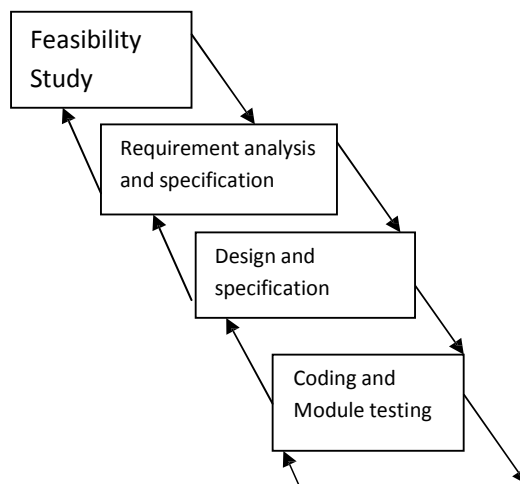 Feasibility
Study
Requirement analysis
and specification
Design and
specification
Coding and
Module testing